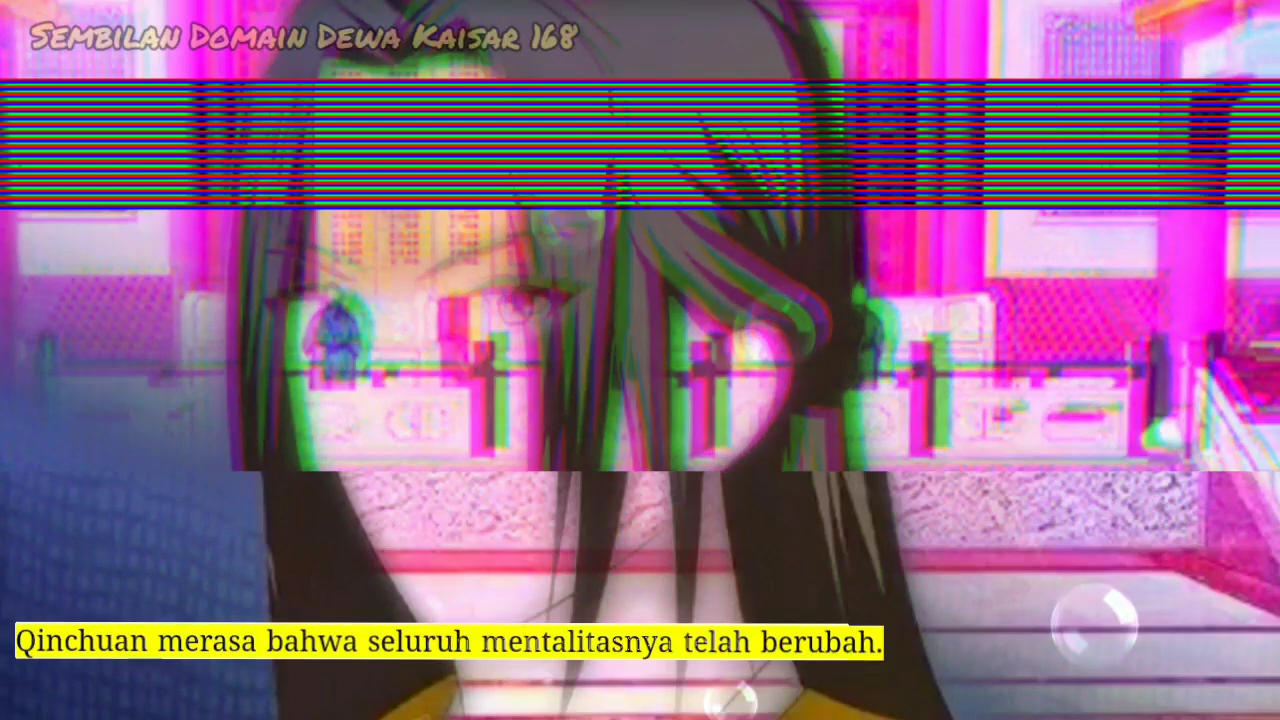 Sembilan Domain Dewa Kaisar 168
Qinchuan merasa bahwa seluruh mentalitasnya telah berubah.